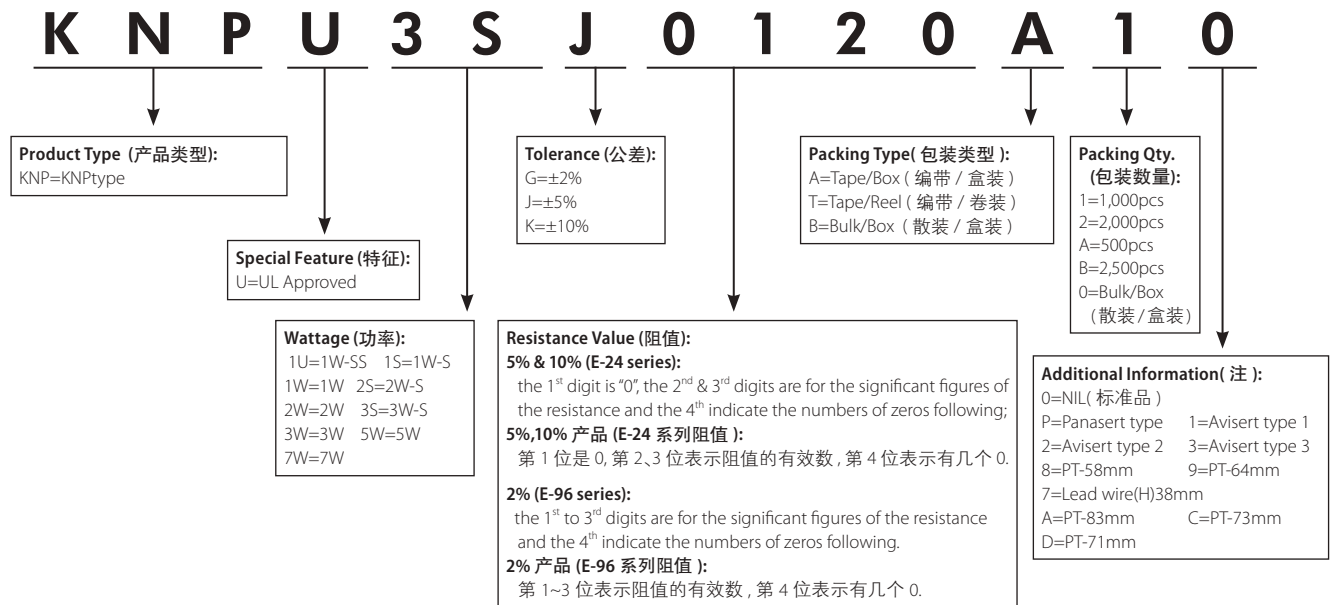 K N P U 3 S J 0 1 2 0 A 1 0
Product Type (产品类型):
KNP=KNPtype
Special Feature (特征):
U=UL Approved
Wattage (功率):
1U=1W-SS 1S=1W-S
1W=1W 2S=2W-S
2W=2W 3S=3W-S
3W=3W 5W=5W
7W=7W
Tolerance (公差):
G=±2%
J=±5%
K=±10%
Resistance Value (阻值):
5% & 10% (E-24 series):
the 1st digit is "0", the 2nd & 3rd digits are for the significant figures of
the resistance and the 4th indicate the numbers of zeros following;
5%,10% 产品 (E-24 系列阻值 ):
第 1 位是 0, 第 2、3 位表示阻值的有效数 , 第 4 位表示有几个 0.
2% (E-96 series):
the 1st to 3rd digits are for the significant figures of the resistance
and the 4th indicate the numbers of zeros following.
2% 产品 (E-96 系列阻值 ):
第 1~3 位表示阻值的有效数 , 第 4 位表示有几个 0.
Packing Type( 包装类型 ):
A=Tape/Box ( 编带 / 盒装 )
T=Tape/Reel ( 编带 / 卷装 )
B=Bulk/Box ( 散装 / 盒装 )
Packing Qty.
(包装数量):
1=1,000pcs
2=2,000pcs
A=500pcs
B=2,500pcs
0=Bulk/Box
(散装 / 盒装)
Additional Information( 注 ):
0=NIL( 标准品 )
P=Panasert type 1=Avisert type 1
2=Avisert type 2 3=Avisert type 3
8=PT-58mm 9=PT-64mm
7=Lead wire(H)38mm
A=PT-83mm C=PT-73mm
D=PT-71mm